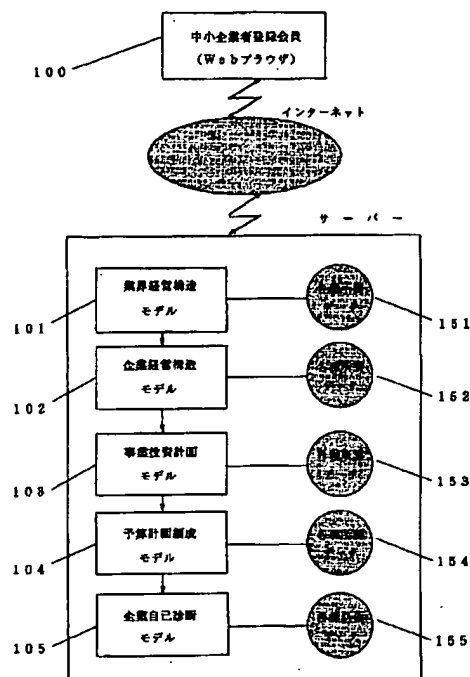 中小企業者登録会員
(Webブラウザ)
100
インターネット
サーバー
業界経営構造
モデル
101
151
企業経営構造
モデル
102
152
事業投資計画
モデル
103
153
予算計画編成
モデル
104
154
企業自己診断
モデル
105
155